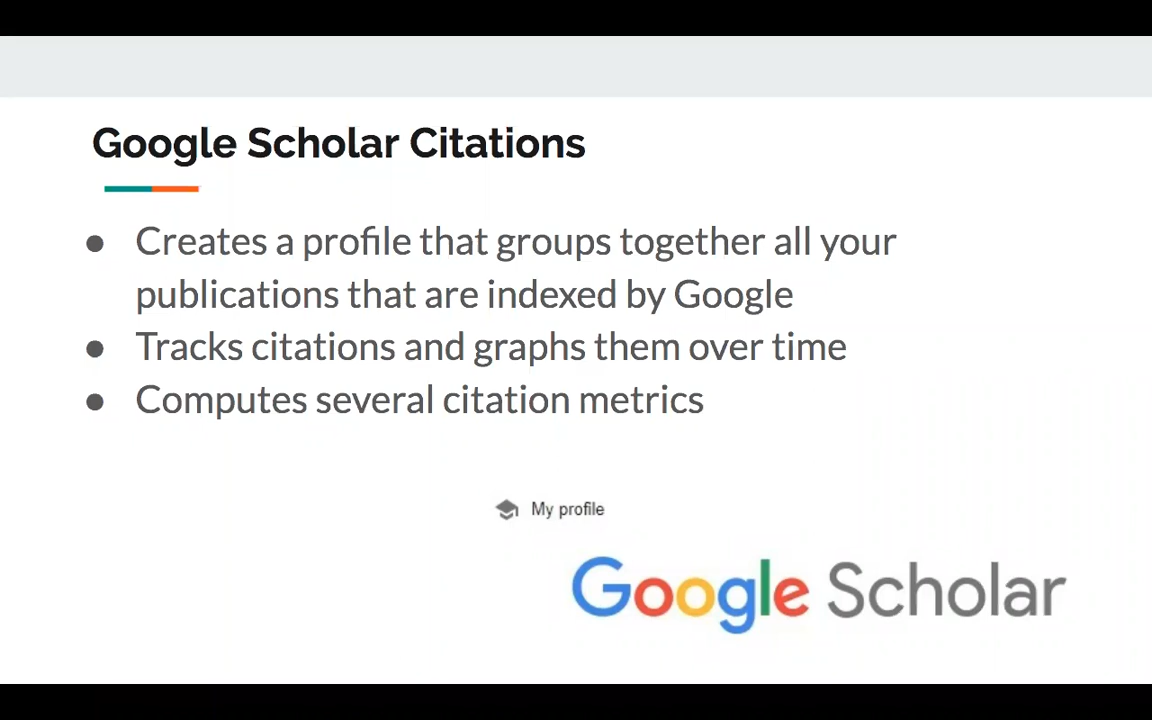 Google Scholar Citations
● Creates a profile that groups together all your
publications that are indexed by Google
● Tracks citations and graphs them over time
● Computes several citation metrics
My profile
Google Scholar